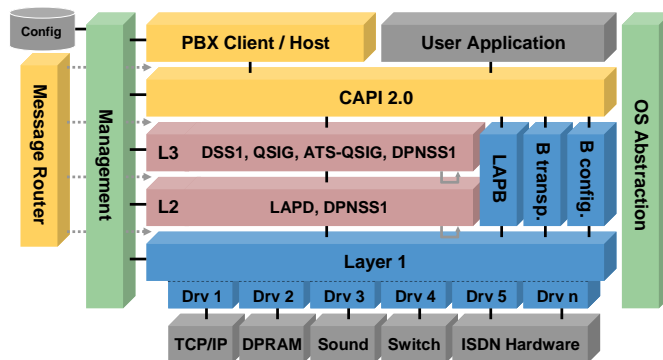 Config
PBX Client / Host
User Application
Message Router
Management
OS Abstraction
CAPI 2.0
L3 DSS1, QSIG, ATS-QSIG, DPNSS1
LAPB
B transp.
B config.
L2 LAPD, DPNSS1
Layer 1
Drv 1 Drv 2 Drv 3 Drv 4 Drv 5 Drv n
TCP/IP DPRAM Sound Switch ISDN Hardware